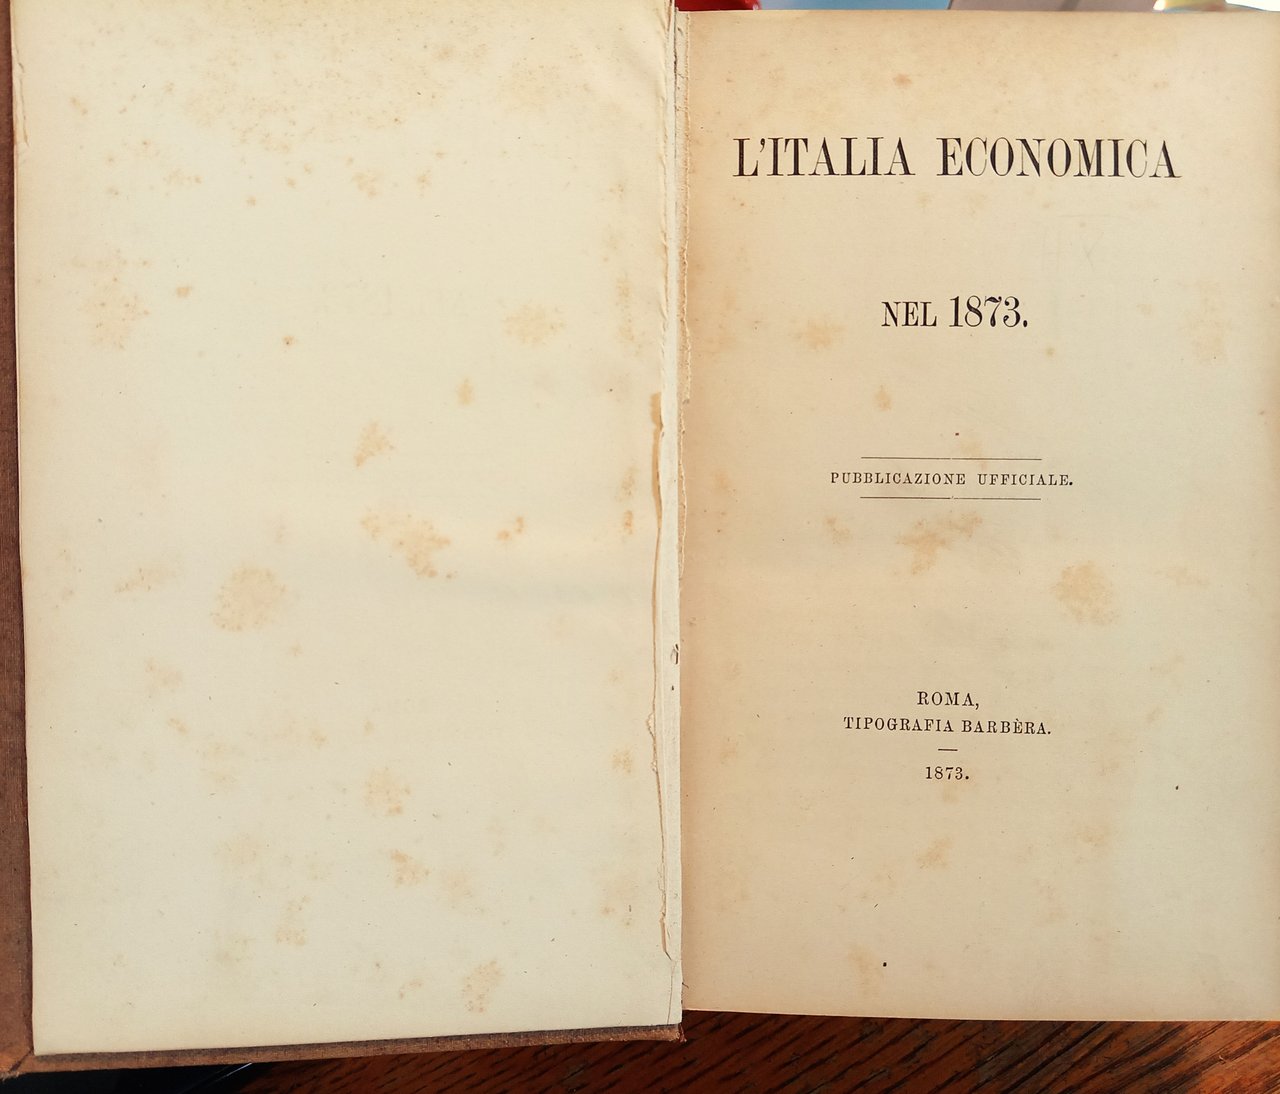 L'ITALIA ECONOMICA
NEL 1873.
PUBBLICAZIONE UFFICIALE.
ROMA,
TIPOGRAFIA BARBÈRA.
1873.